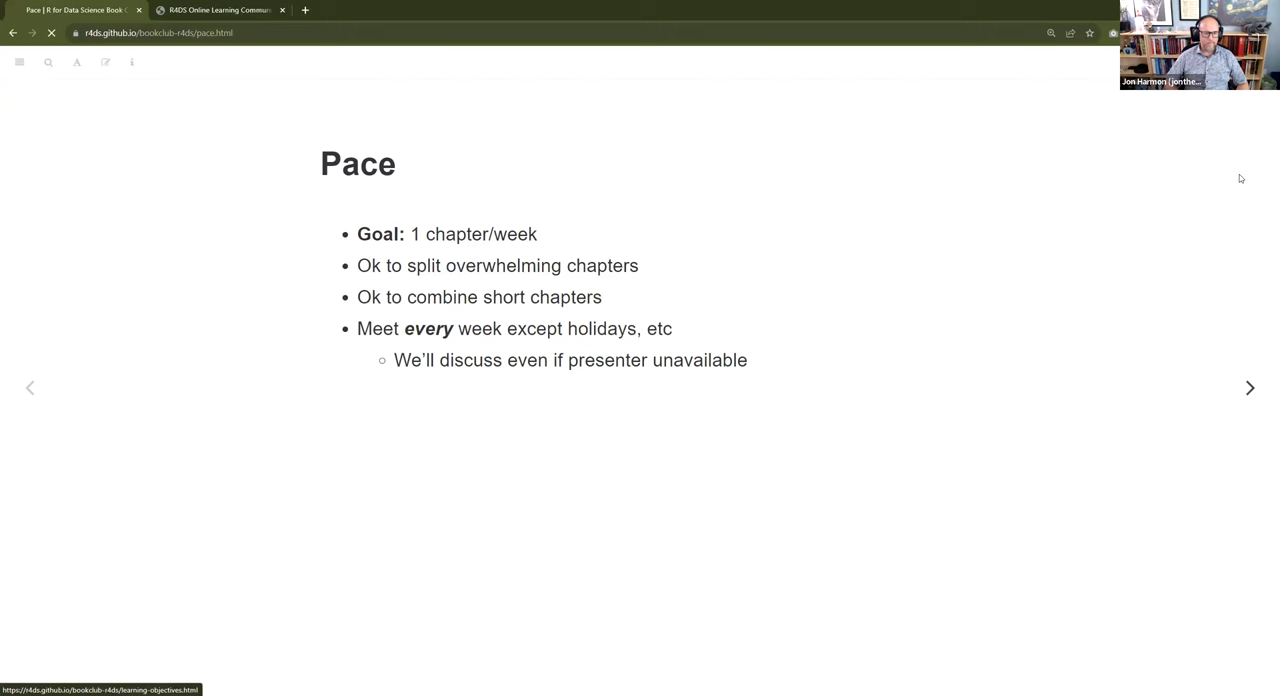 Pace | R for Data Science Book C
R4DS Online Learning Commun
r4ds.github.io/bookclub-r4ds/pace.html
Jon Harmon (jonthe...
Pace
Goal: 1 chapter/week
Ok to split overwhelming chapters
Ok to combine short chapters
Meet every week except holidays, etc
We'll discuss even if presenter unavailable
https://r4ds.github.io/bookclub-r4ds/learning-objectives.html